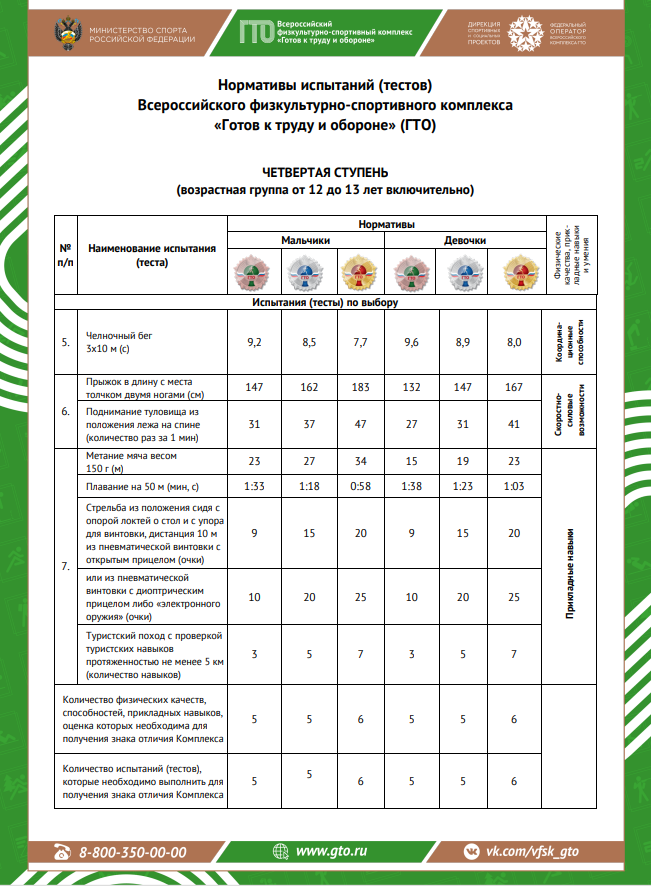 МИНИСТЕРСТВО СПОРТА
РОССИЙСКОЙ ФЕДЕРАЦИИ
ГТО
Всероссийский
физкультурно-спортивный комплекс
«Готов к труду и обороне»
ДИРЕКЦИЯ
СПОРТИВНЫХ
И СОЦИАЛЬНЫХ
ПРОЕКТОВ
ФЕДЕРАЛЬНЫЙ
ОПЕРАТОР
ВСЕРОССИЙСКОГО
КОМПЛЕКСА ГТО
Нормативы испытаний (тестов)
Всероссийского физкультурно-спортивного комплекса
«Готов к труду и обороне» (ГТО)
ЧЕТВЕРТАЯ СТУПЕНЬ
(возрастная группа от 12 до 13 лет включительно)
№
п/п
Наименование испытания
(теста)
Нормативы
Мальчики Девочки
ГТО ГТО ГТО ГТО ГТО ГТО
Физические
качества, прик-
ладные навыки
и умения
Испытания (тесты) по выбору
5.
Челночный бег
3х10 м (с)
9,2 8,5 7,7 9,6 8,9 8,0
Координа-
ционные
способности
6.
Прыжок в длину с места
толчком двумя ногами (см)
147 162 183 132 147 167
Поднимание туловища из
положения лежа на спине
(количество раз за 1 мин)
31 37 47 27 31 41
Скоростно-
силовые
возможности
7.
Метание мяча весом
150 г (м)
23 27 34 15 19 23
Плавание на 50 м (мин, с) 1:33 1:18 0:58 1:38 1:23 1:03
Стрельба из положения сидя с
опорой локтей о стол и с упора
для винтовки, дистанция 10 м
из пневматической винтовки с
открытым прицелом (очки)
9 15 20 9 15 20
или из пневматической
винтовки с диоптрическим
прицелом либо «электронного
оружия» (очки)
10 20 25 10 20 25
Туристский поход с проверкой
туристских навыков
протяженностью не менее 5 км
(количество навыков)
3 5 7 3 5 7
Прикладные навыки
Количество физических качеств,
способностей, прикладных навыков,
оценка которых необходима для
получения знака отличия Комплекса
5 5 6 5 5 6
Количество испытаний (тестов),
которые необходимо выполнить для
получения знака отличия Комплекса
5 5 6 5 5 6
8-800-350-00-00 www.gto.ru vk.com/vfsk_gto